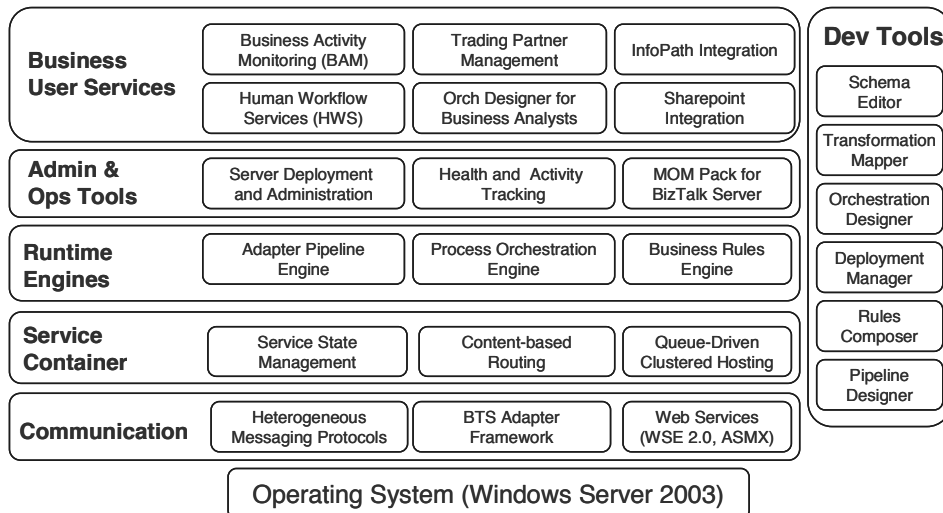 Business
User Services
Business Activity
Monitoring (BAM)
Trading Partner
Management
InfoPath Integration
Human Workflow
Services (HWS)
Orch Designer for
Business Analysts
Sharepoint
Integration
Admin &
Ops Tools
Server Deployment
and Administration
Health and Activity
Tracking
MOM Pack for
BizTalk Server
Runtime
Engines
Adapter Pipeline
Engine
Process Orchestration
Engine
Business Rules
Engine
Service
Container
Service State
Management
Content-based
Routing
Queue-Driven
Clustered Hosting
Communication
Heterogeneous
Messaging Protocols
BTS Adapter
Framework
Web Services
(WSE 2.0, ASMX)
Operating System (Windows Server 2003)
Dev Tools
Schema
Editor
Transformation
Mapper
Orchestration
Designer
Deployment
Manager
Rules
Composer
Pipeline
Designer